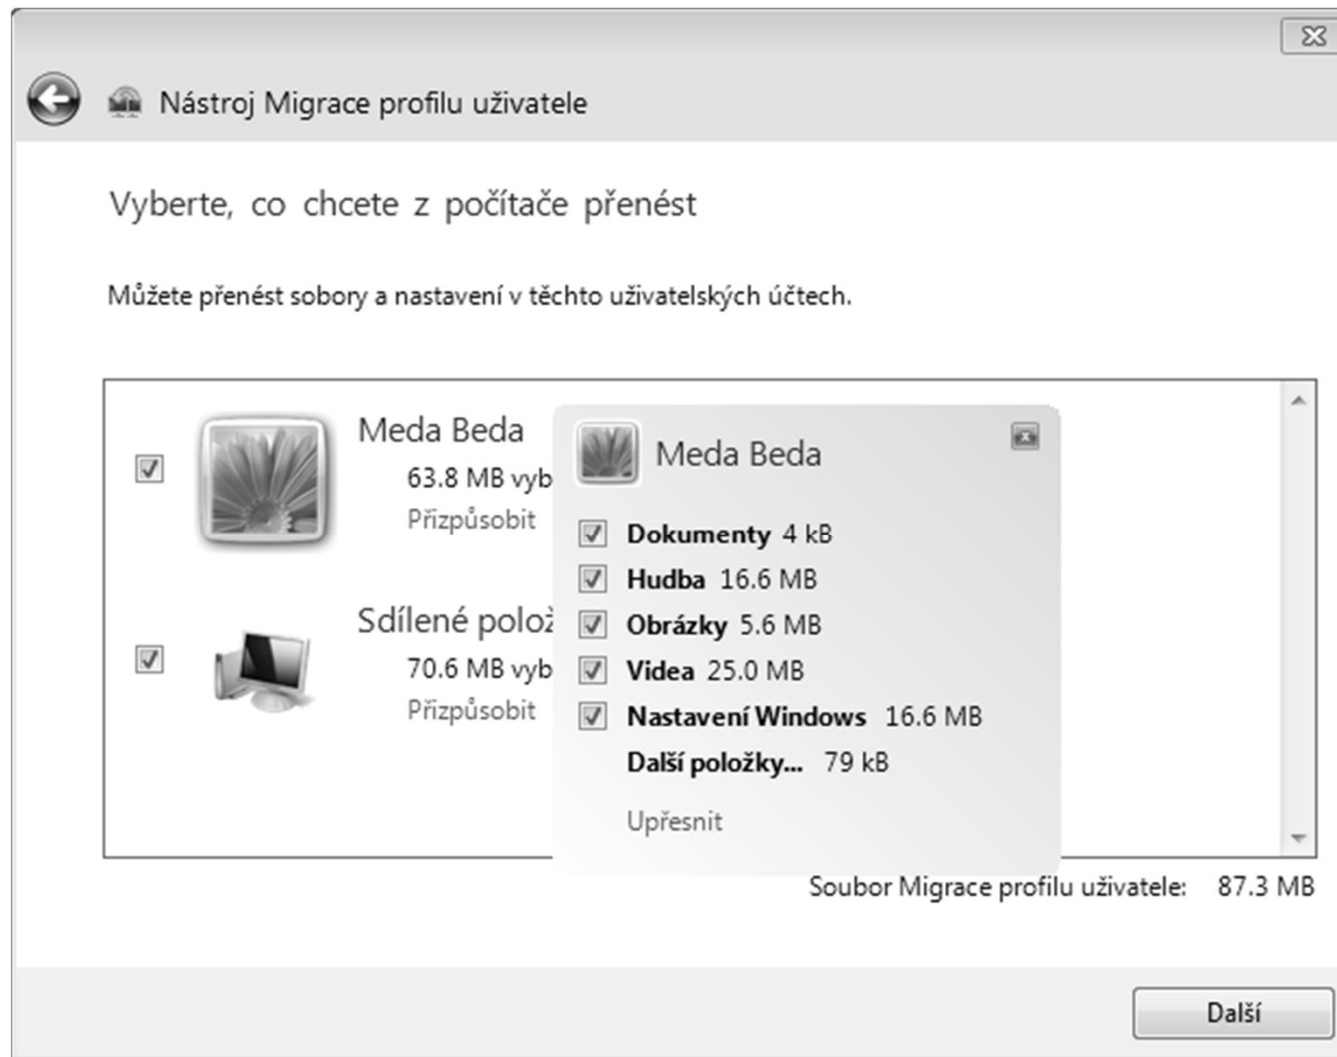 Nástroj Migrace profilu uživatele
Vyberte, co chcete z počítače přenést
Můžete přenést sobory a nastavení v těchto uživatelských účtech.
Meda Beda
63.8 MB vyb
Přizpůsobit
Sdílené polož
70.6 MB vyb
Přizpůsobit
Meda Beda
Dokumenty 4 kB
Hudba 16.6 MB
Obrázky 5.6 MB
Videa 25.0 MB
Nastavení Windows 16.6 MB
Další položky... 79 kB
Upřesnit
Soubor Migrace profilu uživatele: 87.3 MB
Další